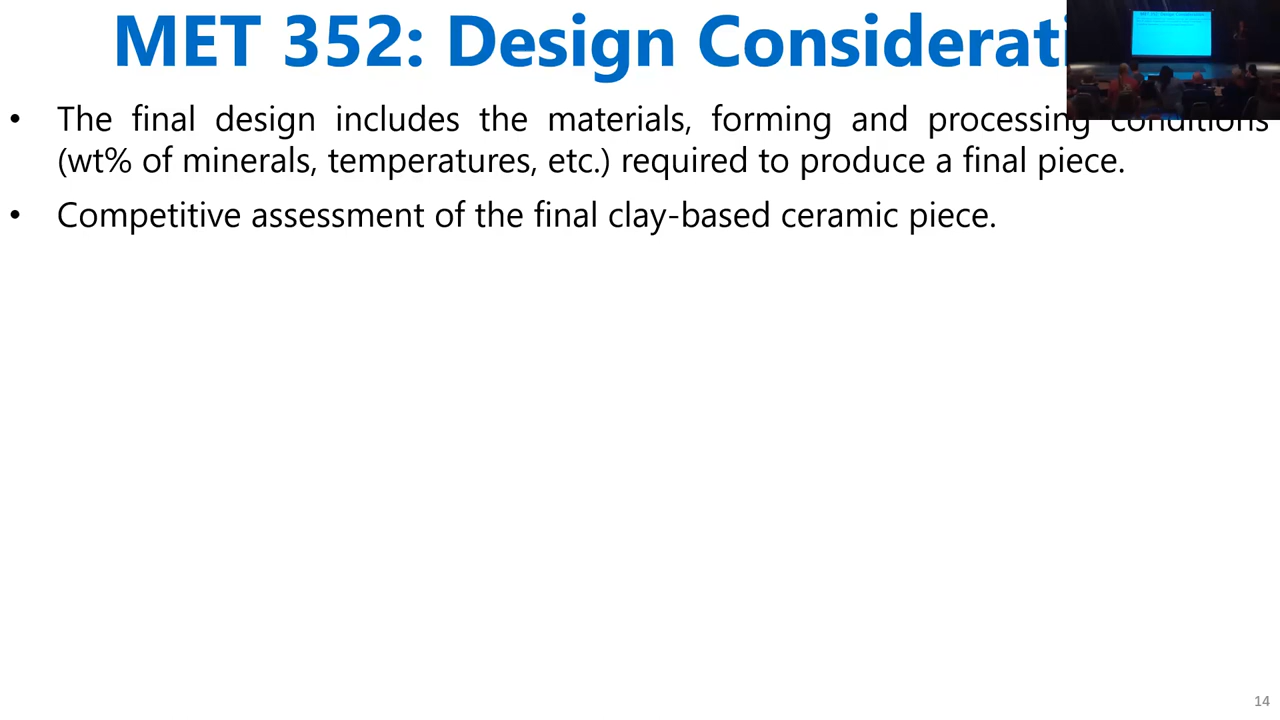 MET 352: Design Considerati
• The final design includes the materials, forming and processing conditions
(wt% of minerals, temperatures, etc.) required to produce a final piece.
• Competitive assessment of the final clay-based ceramic piece.
14